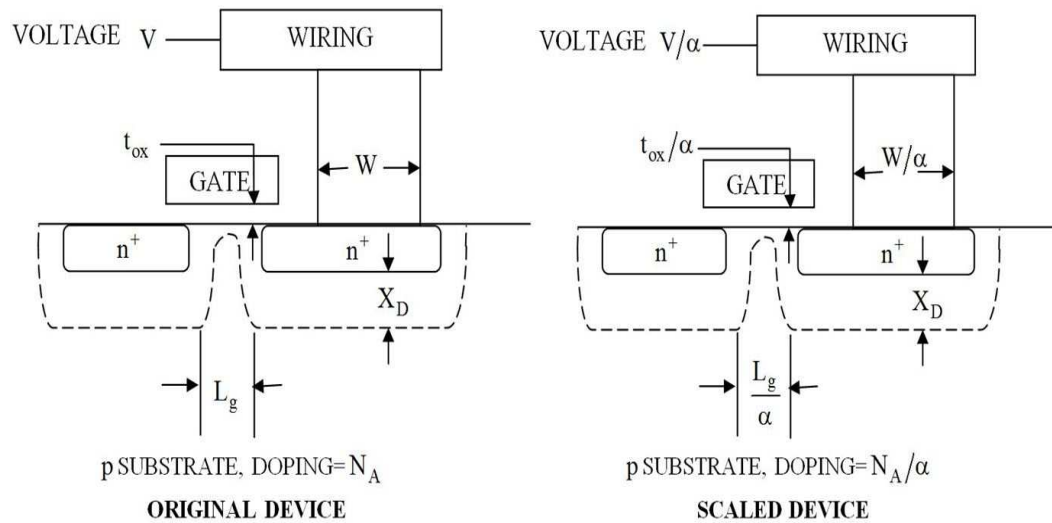 VOLTAGE V
WIRING
t_ox
GATE
W
n⁺
n⁺
X_D
L_g
p SUBSTRATE, DOPING=N_A
ORIGINAL DEVICE
VOLTAGE V/α
WIRING
t_ox/α
GATE
W/α
n⁺
n⁺
X_D
L_g
α
p SUBSTRATE, DOPING=N_A/α
SCALED DEVICE